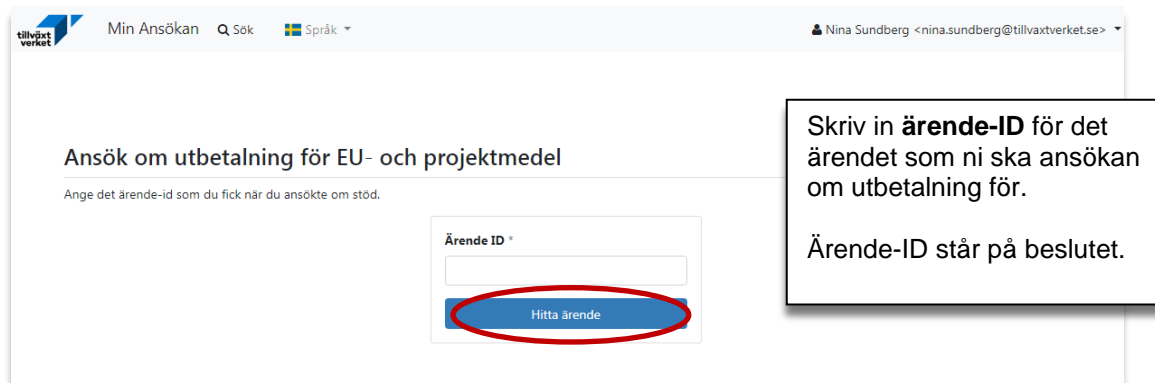 tillväxt
verket
Min Ansökan Sök Språk Nina Sundberg <nina.sundberg@tillvaxtverket.se>
Ansök om utbetalning för EU- och projektmedel
Ange det ärende-id som du fick när du ansökte om stöd.
Ärende ID *
Hitta ärende
Skriv in ärende-ID för det
ärendet som ni ska ansökan
om utbetalning för.
Ärende-ID står på beslutet.